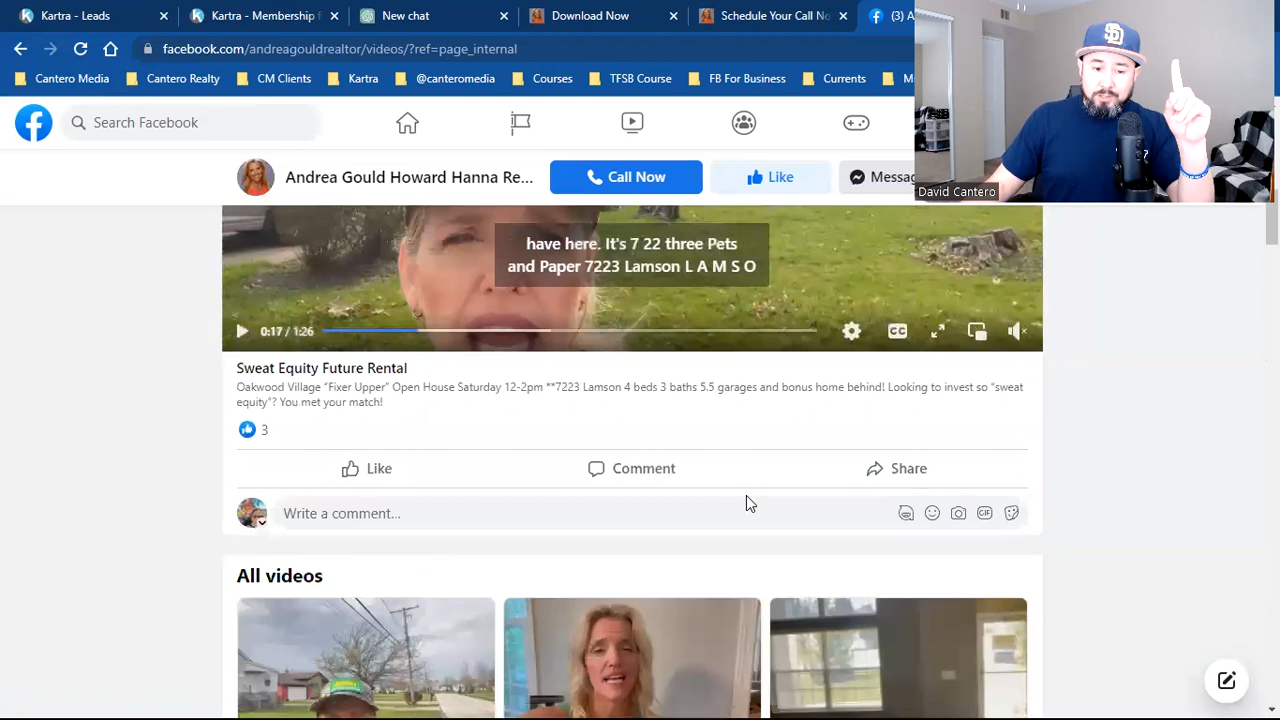 Kartra - Leads
Kartra - Membership f
New chat
Download Now
Schedule Your Call No
(3) A
facebook.com/andreagouldrealtor/videos/?ref=page_internal
Cantero Media
Cantero Realty
CM Clients
Kartra
@canteromedia
Courses
TFSB Course
FB For Business
Currents
M
Search Facebook
David Cantero
Andrea Gould Howard Hanna Re...
Call Now
Like
Messag
have here. It's 7 22 three Pets
and Paper 7223 Lamson L A M S O
0:17 / 1:26
CC
Sweat Equity Future Rental
Oakwood Village "Fixer Upper" Open House Saturday 12-2pm **7223 Lamson 4 beds 3 baths 5.5 garages and bonus home behind! Looking to invest so "sweat
equity"? You met your match!
3
Like
Comment
Share
Write a comment...
GIF
All videos